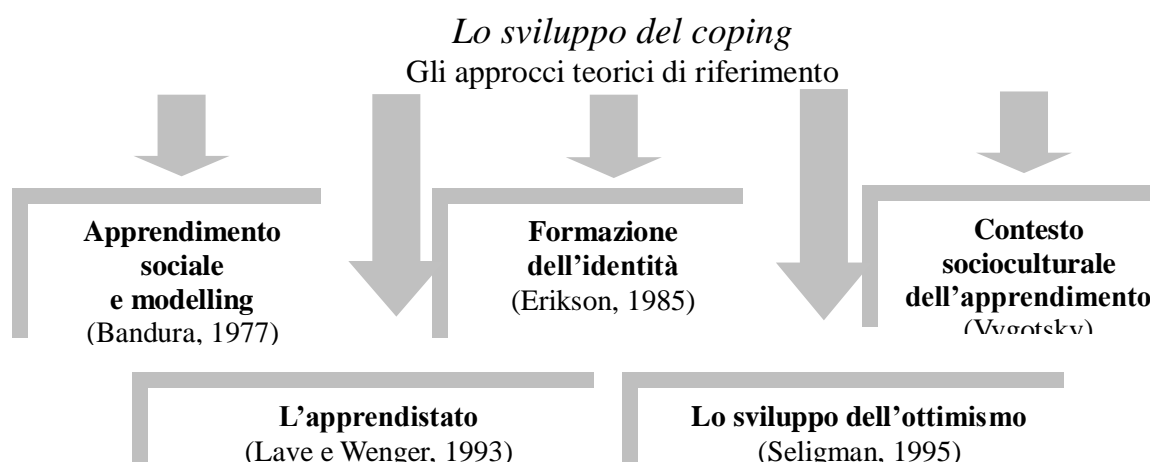 Lo sviluppo del coping
Gli approcci teorici di riferimento
Apprendimento
sociale
e modelling
(Bandura, 1977)
Formazione
dell'identità
(Erikson, 1985)
Contesto
socioculturale
dell'apprendimento
(Vygotsky)
L'apprendistato
(Lave e Wenger, 1993)
Lo sviluppo dell'ottimismo
(Seligman, 1995)